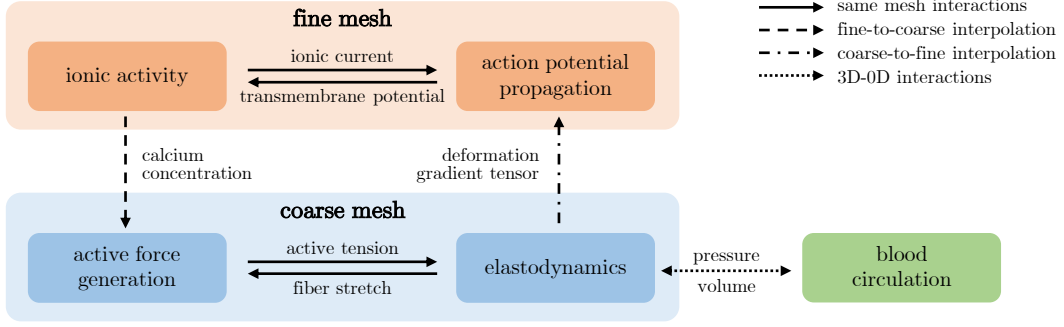 fine mesh
same mesh interactions
fine-to-coarse interpolation
coarse-to-fine interpolation
3D-0D interactions
ionic activity
ionic current
transmembrane potential
action potential
propagation
calcium
concentration
deformation
gradient tensor
coarse mesh
active force
generation
active tension
fiber stretch
elastodynamics
pressure
volume
blood
circulation